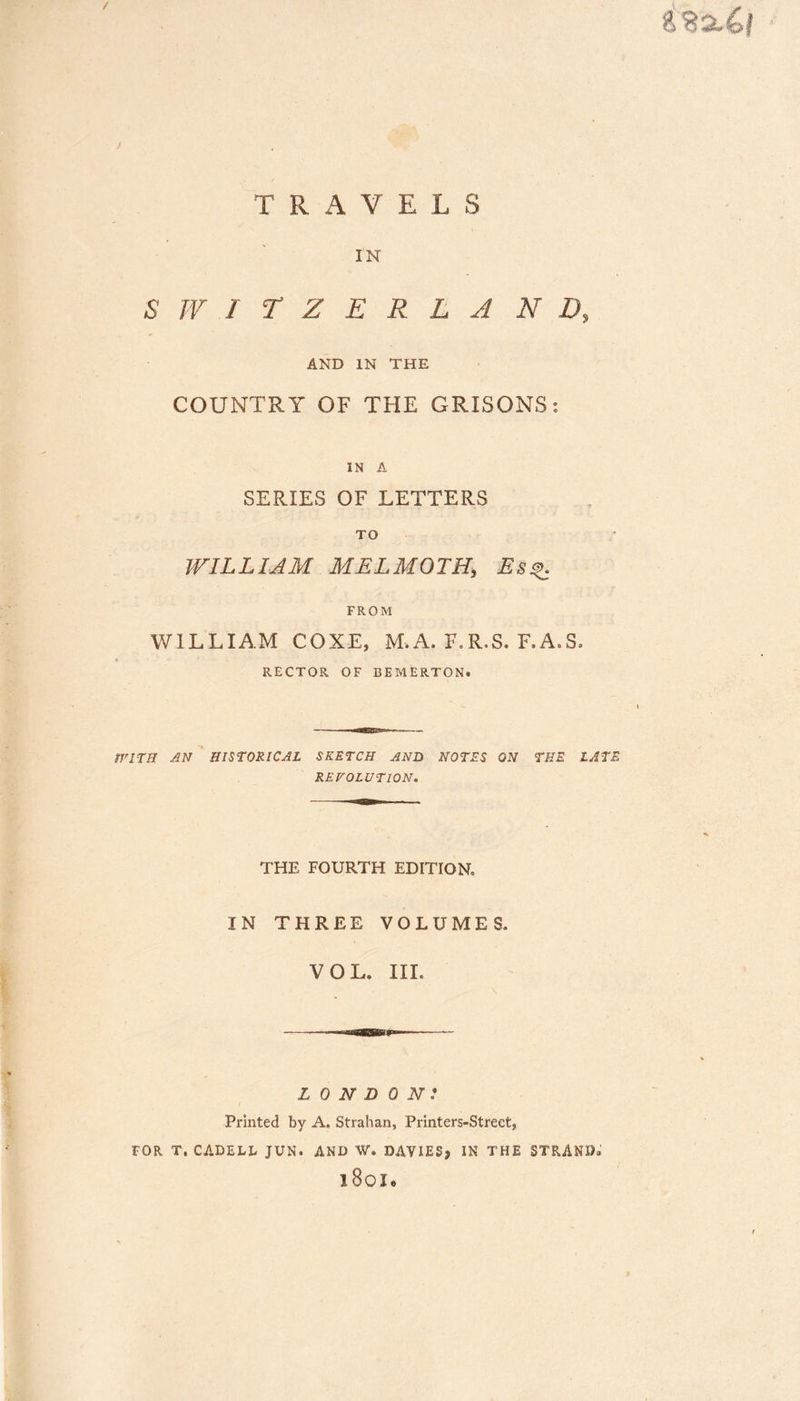 88261
TRAVELS
IN
SWITZERLAND,
AND IN THE
COUNTRY OF THE GRISONS:
IN A
SERIES OF LETTERS
TO
WILLIAM MELMOTH, ESQ.
FROM
WILLIAM COXE, M.A. F.R.S. F.A.S.
RECTOR OF BEMERTON.
WITH AN HISTORICAL SKETCH AND NOTES ON THE LATE
REVOLUTION.
THE FOURTH EDITION.
IN THREE VOLUMES.
VOL. III.
LONDON:
Printed by A. Strahan, Printers-Street,
FOR T. CADELL JUN. AND W. DAVIES, IN THE STRAND.
1801.